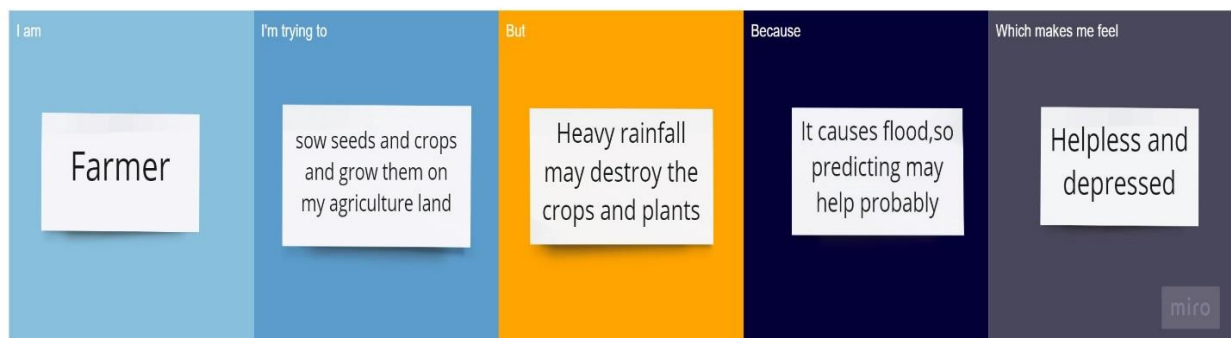 I am
Farmer
I'm trying to
sow seeds and crops
and grow them on
my agriculture land
But
Heavy rainfall
may destroy the
crops and plants
Because
It causes flood,so
predicting may
help probably
Which makes me feel
Helpless and
depressed
miro